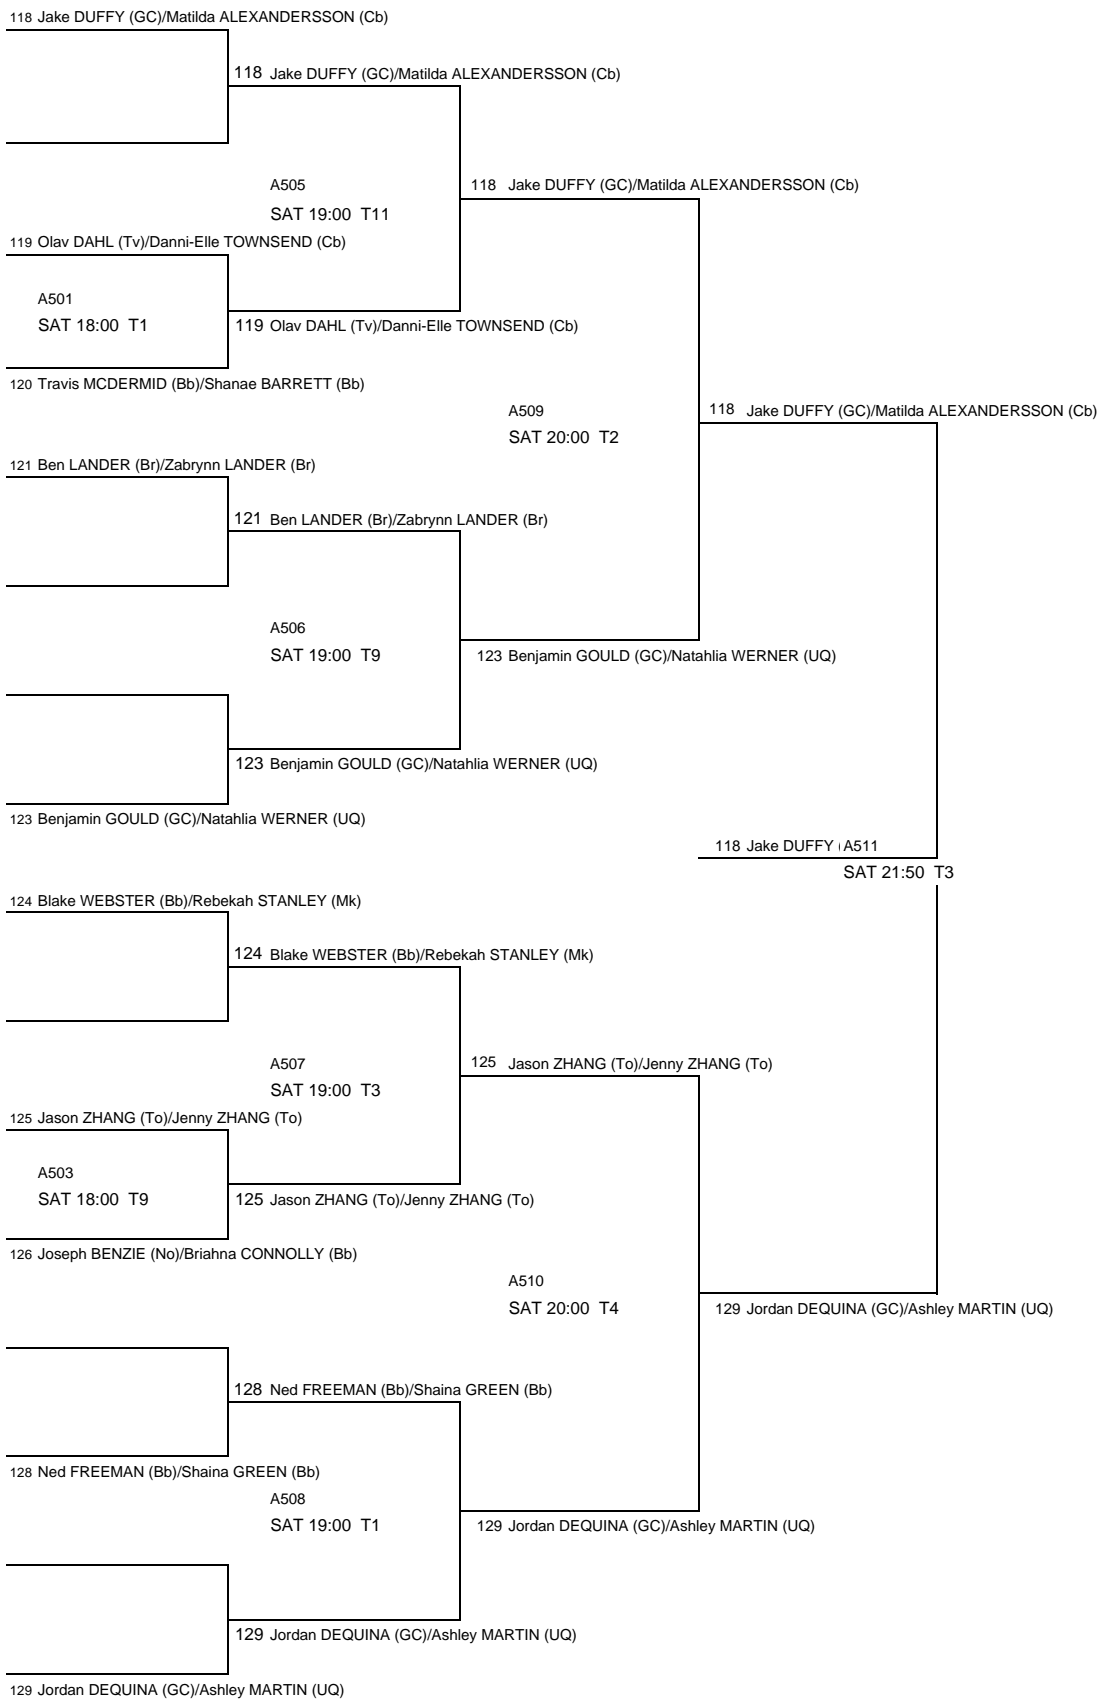 118 Jake DUFFY (GC)/Matilda ALEXANDERSSON (Cb)
118 Jake DUFFY (GC)/Matilda ALEXANDERSSON (Cb)
A505
118 Jake DUFFY (GC)/Matilda ALEXANDERSSON (Cb)
SAT 19:00 T11
119 Olav DAHL (Tv)/Danni-Elle TOWNSEND (Cb)
A501
SAT 18:00 T1
119 Olav DAHL (Tv)/Danni-Elle TOWNSEND (Cb)
120 Travis MCDERMID (Bb)/Shanae BARRETT (Bb)
A509
118 Jake DUFFY (GC)/Matilda ALEXANDERSSON (Cb)
SAT 20:00 T2
121 Ben LANDER (Br)/Zabrynn LANDER (Br)
121 Ben LANDER (Br)/Zabrynn LANDER (Br)
A506
SAT 19:00 T9
123 Benjamin GOULD (GC)/Natahlia WERNER (UQ)
123 Benjamin GOULD (GC)/Natahlia WERNER (UQ)
123 Benjamin GOULD (GC)/Natahlia WERNER (UQ)
118 Jake DUFFY (
A511
SAT 21:50 T3
124 Blake WEBSTER (Bb)/Rebekah STANLEY (Mk)
124 Blake WEBSTER (Bb)/Rebekah STANLEY (Mk)
A507
125 Jason ZHANG (To)/Jenny ZHANG (To)
SAT 19:00 T3
125 Jason ZHANG (To)/Jenny ZHANG (To)
A503
SAT 18:00 T9
125 Jason ZHANG (To)/Jenny ZHANG (To)
126 Joseph BENZIE (No)/Briahna CONNOLLY (Bb)
A510
SAT 20:00 T4
129 Jordan DEQUINA (GC)/Ashley MARTIN (UQ)
128 Ned FREEMAN (Bb)/Shaina GREEN (Bb)
128 Ned FREEMAN (Bb)/Shaina GREEN (Bb)
A508
SAT 19:00 T1
129 Jordan DEQUINA (GC)/Ashley MARTIN (UQ)
129 Jordan DEQUINA (GC)/Ashley MARTIN (UQ)
129 Jordan DEQUINA (GC)/Ashley MARTIN (UQ)